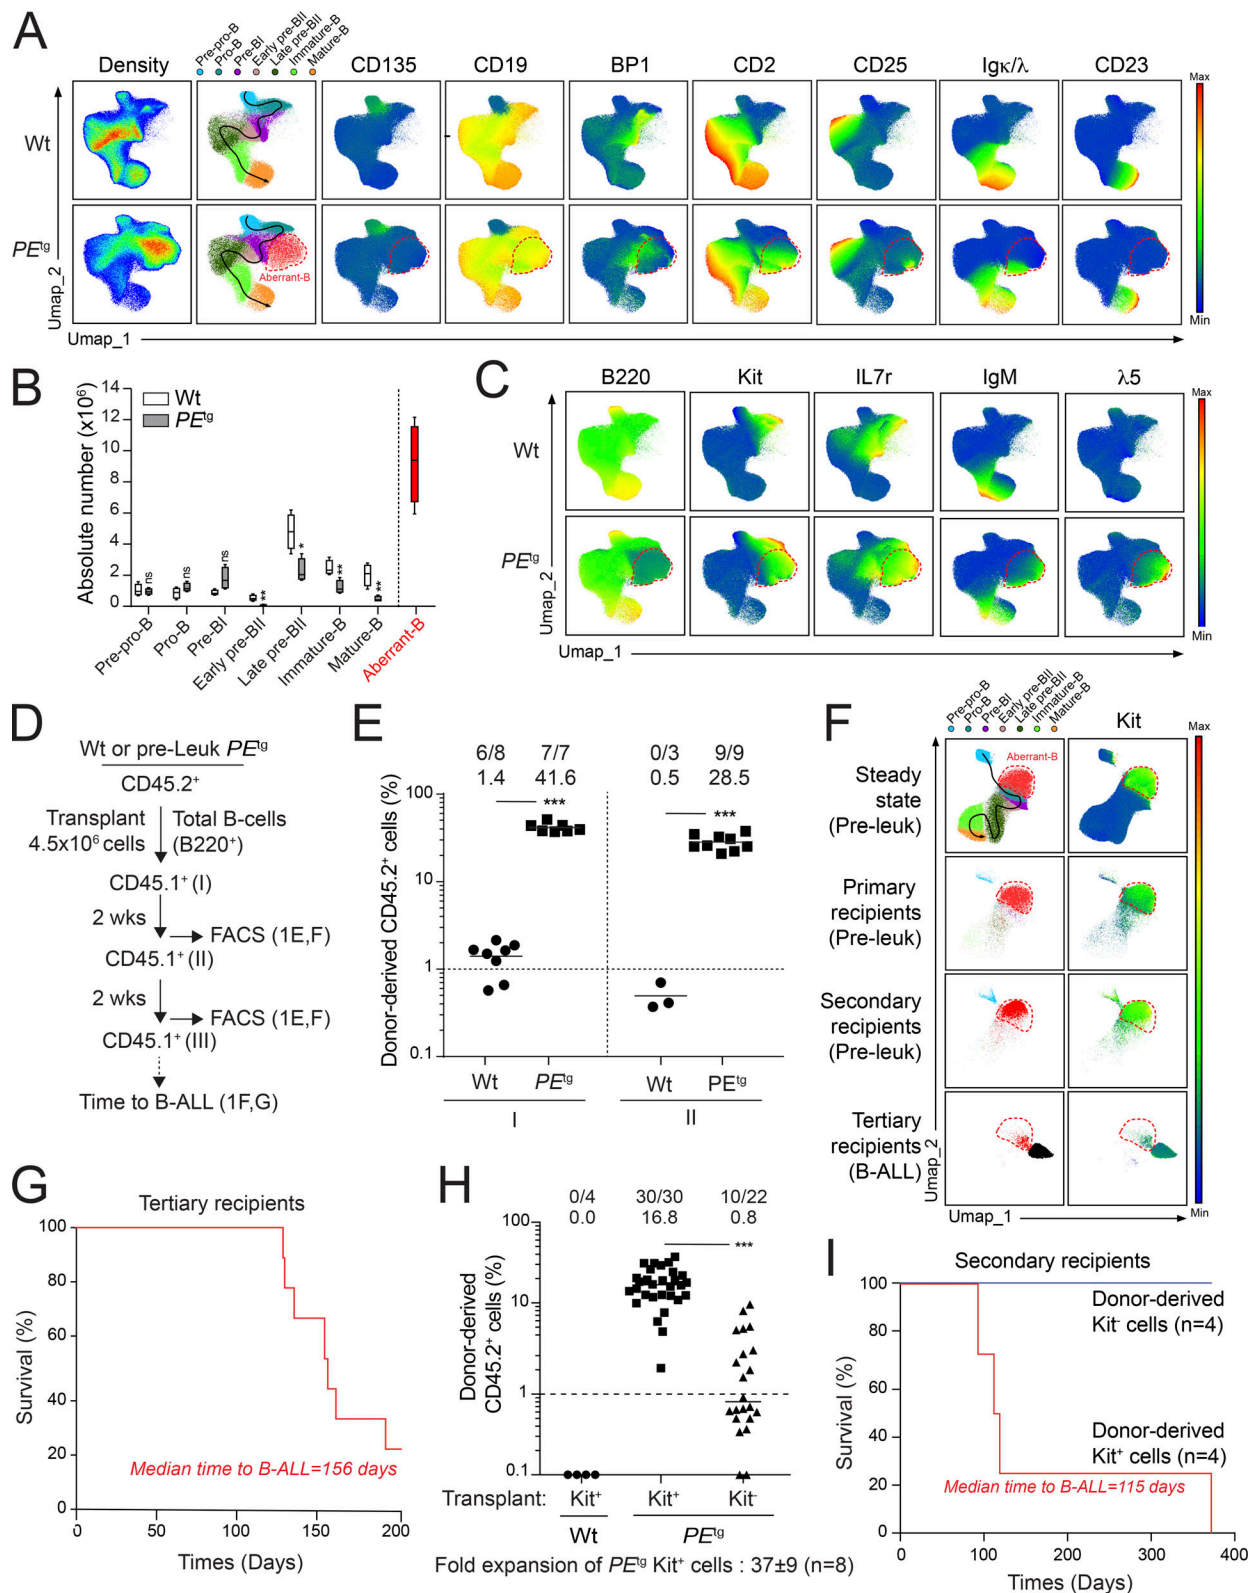 A
Pre-pro-B
Pro-B
Pre-BI
Early pre-BII
Late pre-BII
Immature-B
Mature-B
Density
CD135
CD19
BP1
CD2
CD25
Igκ/λ
CD23
Wt
PEtg
Aberrant-B
Umap_2
Umap_1
Max
Min
B
Absolute number (x10⁶)
14
12
10
8
6
4
2
0
Wt
PEtg
ns
ns
ns
**
*
**
**
Pre-pro-B
Pro-B
Pre-BI
Early pre-BII
Late pre-BII
Immature-B
Mature-B
Aberrant-B
C
B220
Kit
IL7r
IgM
λ5
Wt
PEtg
Umap_2
Umap_1
Max
Min
D
Wt or pre-Leuk PEtg
CD45.2⁺
Transplant
4.5x10⁶ cells
Total B-cells
(B220⁺)
CD45.1⁺ (I)
2 wks
FACS (1E,F)
CD45.1⁺ (II)
2 wks
FACS (1E,F)
CD45.1⁺ (III)
Time to B-ALL (1F,G)
E
6/8 7/7 0/3 9/9
1.4 41.6 0.5 28.5
Donor-derived CD45.2⁺ cells (%)
100
10
1
0.1
***
***
Wt PEtg Wt PEtg
I II
F
Pre-pro-B
Pro-B
Pre-BI
Early pre-BII
Late pre-BII
Immature-B
Mature-B
Kit
Aberrant-B
Steady
state
(Pre-leuk)
Primary
recipients
(Pre-leuk)
Secondary
recipients
(Pre-leuk)
Tertiary
recipients
(B-ALL)
Umap_2
Umap_1
Max
Min
G
Tertiary recipients
Survival (%)
100
80
60
40
20
0
Median time to B-ALL=156 days
0 50 100 150 200
Times (Days)
H
0/4 30/30 10/22
0.0 16.8 0.8
Donor-derived
CD45.2⁺ cells (%)
100
10
1
0.1
***
Transplant: Kit⁺ Kit⁺ Kit⁻
Wt PEtg
Fold expansion of PEtg Kit⁺ cells : 37±9 (n=8)
I
Secondary recipients
Survival (%)
100
80
60
40
20
0
Donor-derived
Kit⁻ cells (n=4)
Donor-derived
Kit⁺ cells (n=4)
Median time to B-ALL=115 days
0 100 200 300 400
Times (Days)